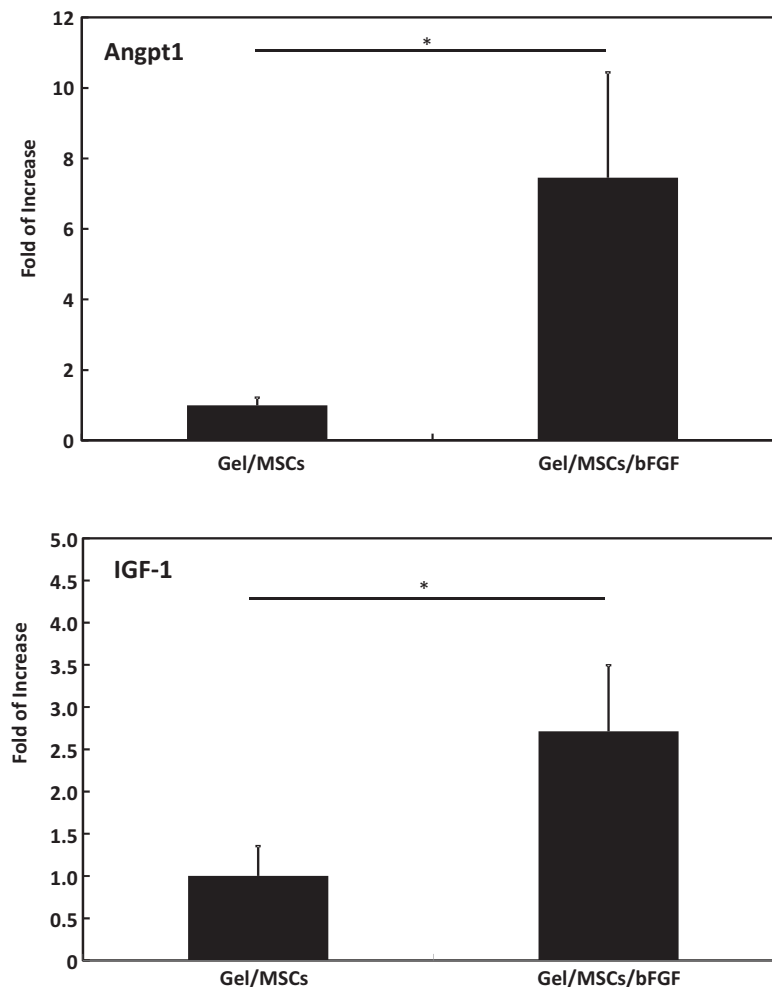 12
Angpt1
*
10
8
6
4
2
0
Fold of Increase
Gel/MSCs
Gel/MSCs/bFGF
5.0
IGF-1
4.5
*
4.0
3.5
3.0
2.5
2.0
1.5
1.0
0.5
0
Fold of Increase
Gel/MSCs
Gel/MSCs/bFGF